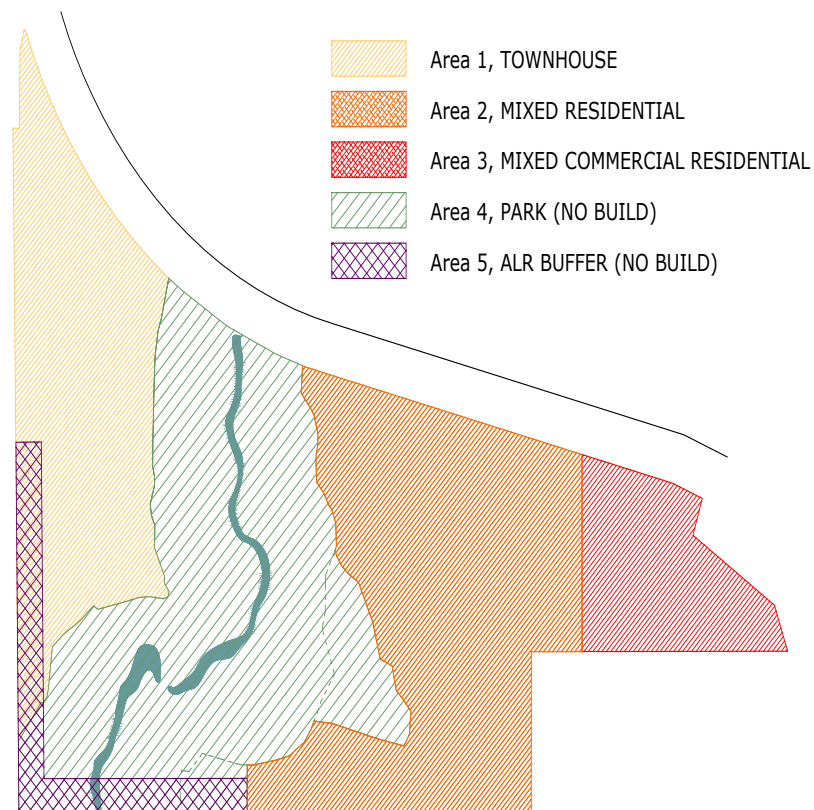 Area 1, TOWNHOUSE
Area 2, MIXED RESIDENTIAL
Area 3, MIXED COMMERCIAL RESIDENTIAL
Area 4, PARK (NO BUILD)
Area 5, ALR BUFFER (NO BUILD)